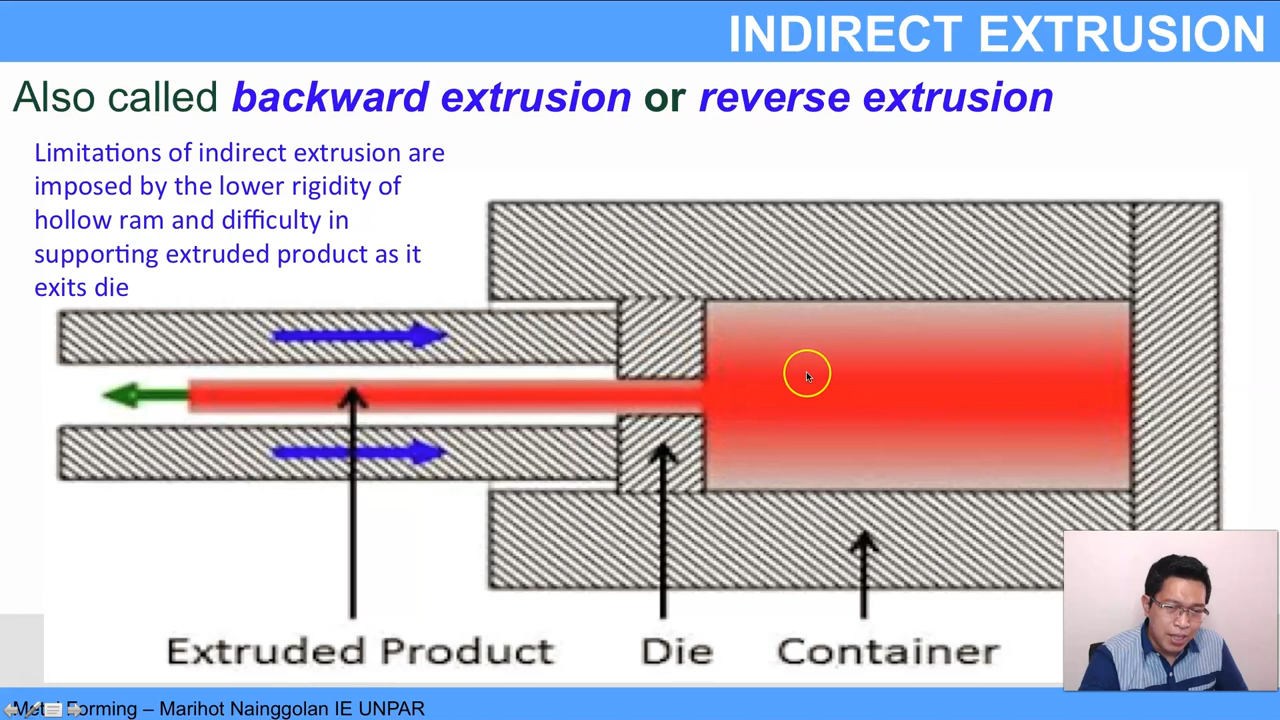 INDIRECT EXTRUSION
Also called backward extrusion or reverse extrusion
Limitations of indirect extrusion are
imposed by the lower rigidity of
hollow ram and difficulty in
supporting extruded product as it
exits die
Extruded Product
Die
Container
Metal Forming – Marihot Nainggolan IE UNPAR